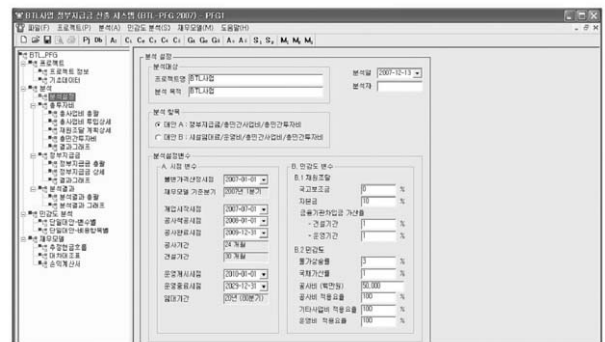 BTL사업 정부지급금 산출 시스템 (BTL-PFG 2007) - PFG1
파일(F) 프로젝트(P) 분석(A) 민감도 분석(S) 재무모델(M) 도움말(H)
BTL_PFG
프로젝트
프로젝트 정보
기초데이터
분석
분석설정
총투자비
총사업비 총괄
총사업비 투입상세
재원조달 계획상세
총민간투자비
결과그래프
정부지급금
정부지급금 총괄
정부지급금 상세
결과그래프
분석결과
분석결과 총괄
분석결과 그래프
민감도 분석
단일대안-변수별
단일대안-비용항목별
재무모델
추정현금흐름
대차대조표
손익계산서
분석 설정
분석대상
프로젝트명 BTL사업
분석 목적 BTL사업
분석일 2007-12-13
분석자
분석 항목
대안 A : 정부지급금/총민간사업비/총민간투자비
대안 B : 시설임대료/운영비/총민간사업비/총민간투자비
분석설정변수
A. 시점 변수
불변가격산정시점 2007-01-01
재무모델 기준분기 2007년 1분기
개업시작시점 2007-07-01
공사착공시점 2008-01-01
공사완료시점 2009-12-31
공사기간 24 개월
건설기간 30 개월
운영개시시점 2010-01-01
운영종료시점 2029-12-31
임대기간 20년 (80분기)
B. 민감도 변수
B.1 재원조달
국고보조금 0 %
자본금 10 %
금융기관차입금 가산율
- 건설기간 1 %
- 운영기간 1 %
B.2 민감도
물가상승률 3 %
국채가산율 1 %
공사비 (백만원) 50,000
공사비 적용요율 100 %
기타사업비 적용요율 100 %
운영비 적용요율 100 %